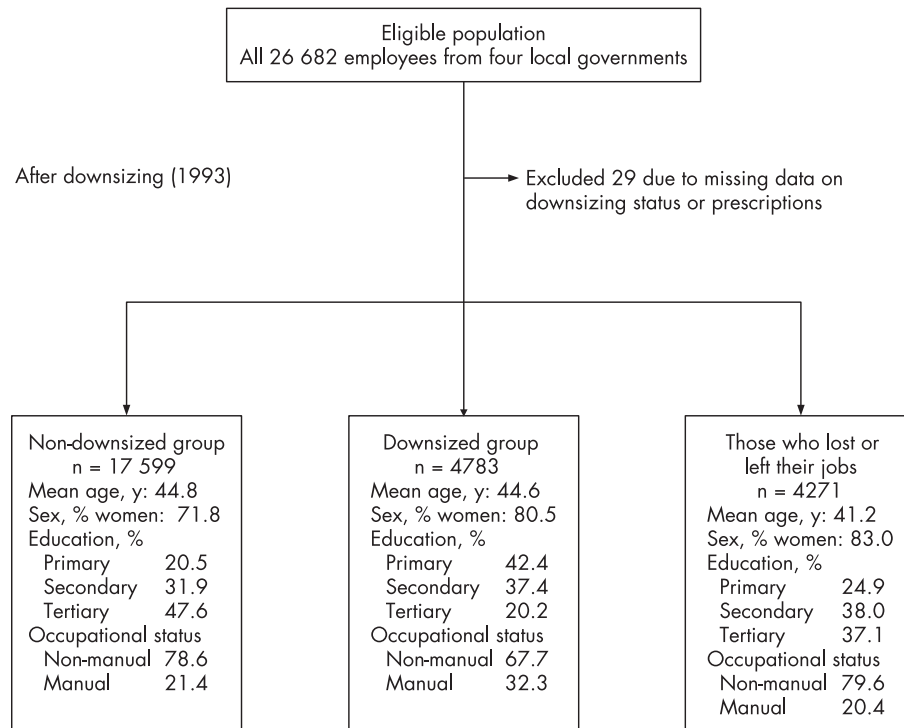 Eligible population
All 26 682 employees from four local governments
After downsizing (1993)
Excluded 29 due to missing data on
downsizing status or prescriptions
Non-downsized group
n = 17 599
Mean age, y: 44.8
Sex, % women: 71.8
Education, %
Primary 20.5
Secondary 31.9
Tertiary 47.6
Occupational status
Non-manual 78.6
Manual 21.4
Downsized group
n = 4783
Mean age, y: 44.6
Sex, % women: 80.5
Education, %
Primary 42.4
Secondary 37.4
Tertiary 20.2
Occupational status
Non-manual 67.7
Manual 32.3
Those who lost or
left their jobs
n = 4271
Mean age, y: 41.2
Sex, % women: 83.0
Education, %
Primary 24.9
Secondary 38.0
Tertiary 37.1
Occupational status
Non-manual 79.6
Manual 20.4